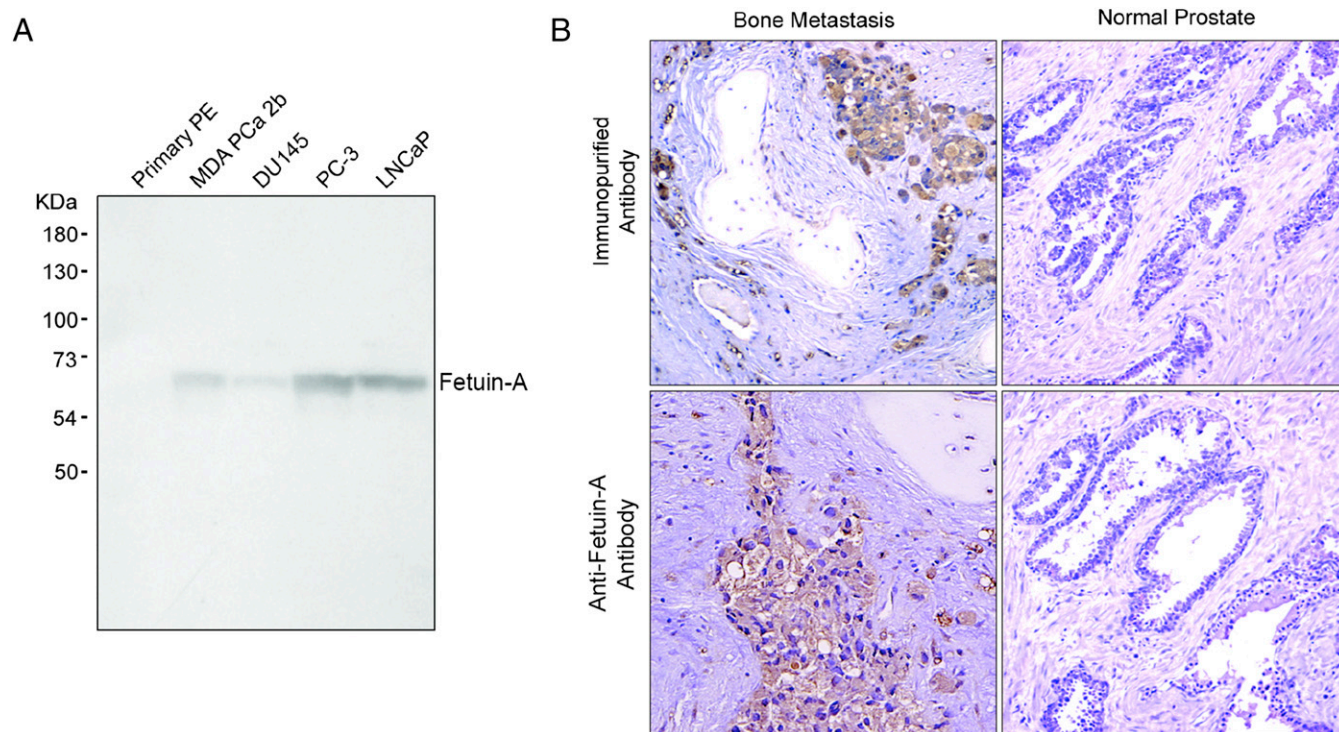 A
Primary PE
MDA PCa 2b
DU145
PC-3
LNCaP
KDa
180-
130-
100-
73-
54-
50-
Fetuin-A
B
Bone Metastasis
Normal Prostate
Immunopurified
Antibody
Anti-Fetuin-A
Antibody